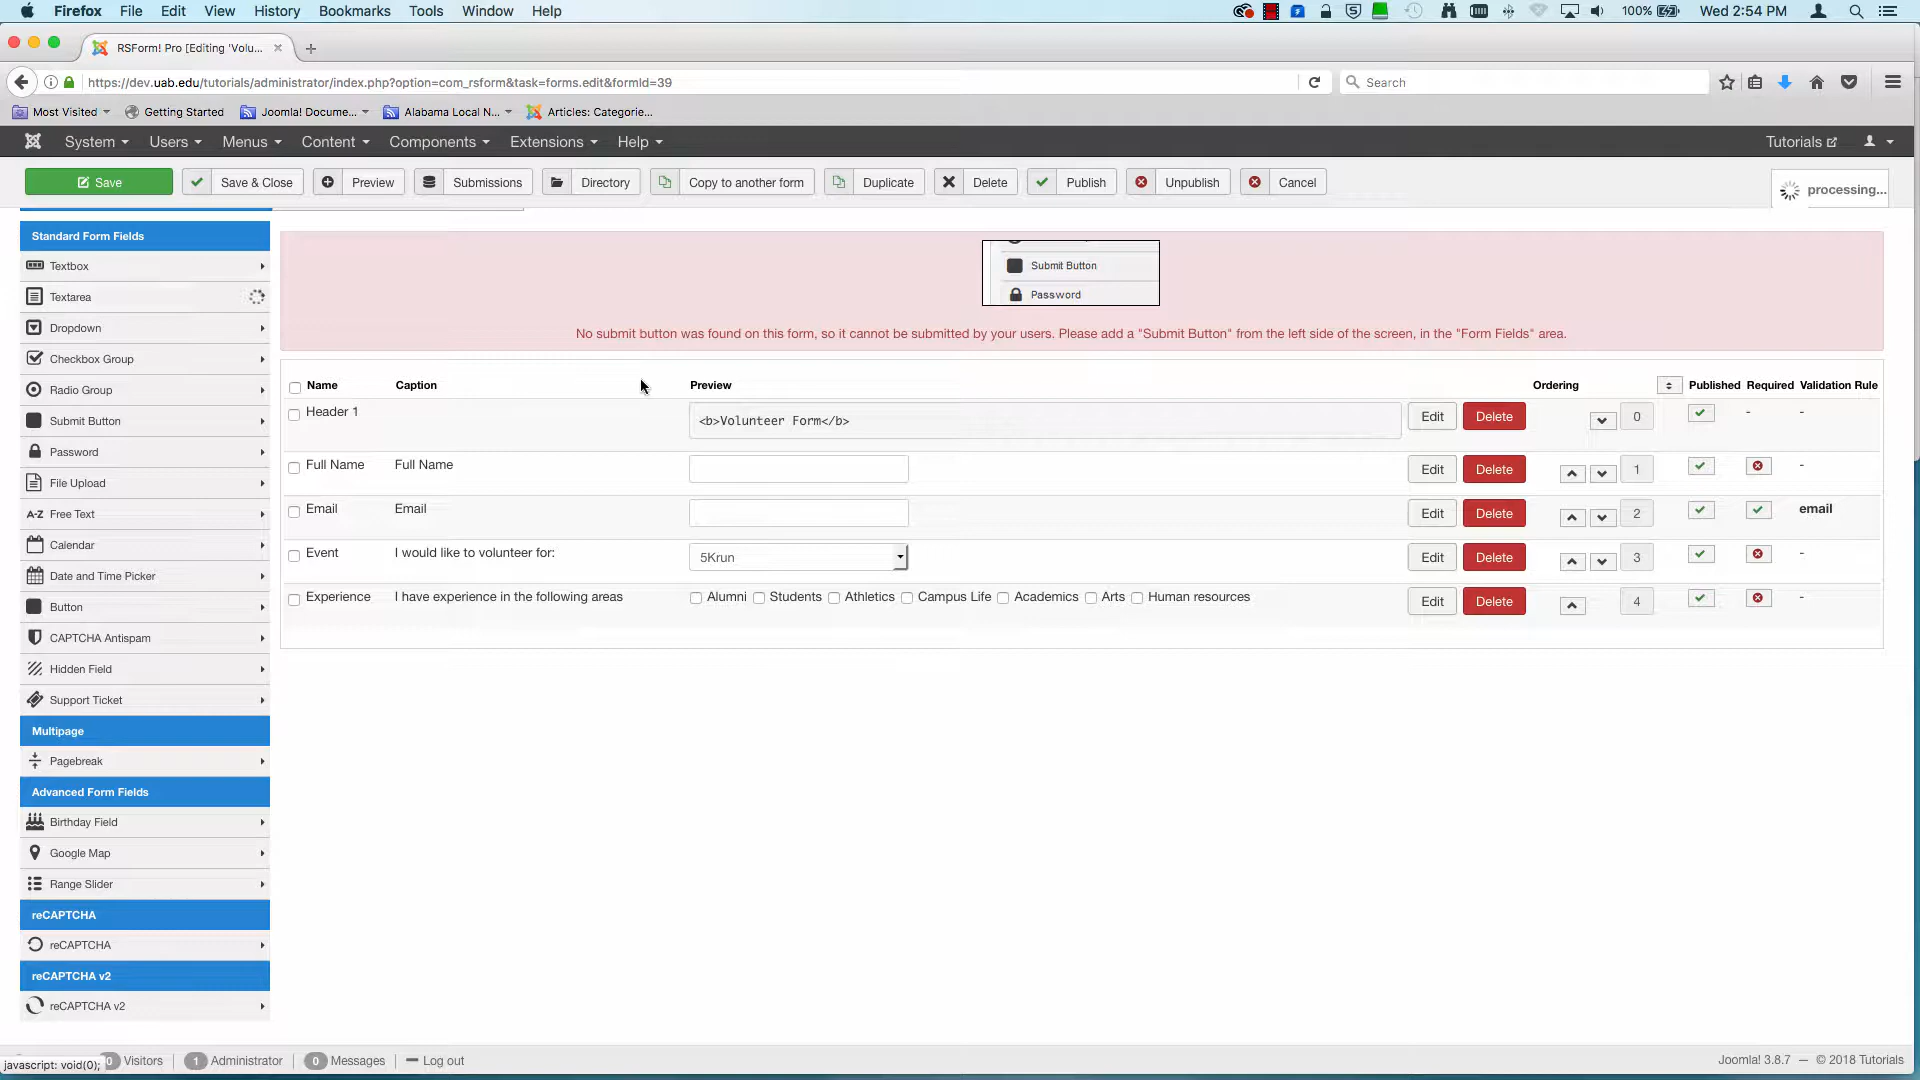 Firefox File Edit View History Bookmarks Tools Window Help 100% Wed 2:54 PM
RSForm! Pro [Editing 'Volu...
https://dev.uab.edu/tutorials/administrator/index.php?option=com_rsform&task=forms.edit&formId=39 Search
Most Visited Getting Started Joomla! Docume... Alabama Local N... Articles: Categorie...
System Users Menus Content Components Extensions Help Tutorials
Save Save & Close Preview Submissions Directory Copy to another form Duplicate Delete Publish Unpublish Cancel processing...
Standard Form Fields
Textbox
Textarea
Dropdown
Checkbox Group
Radio Group
Submit Button
Password
File Upload
A-Z Free Text
Calendar
Date and Time Picker
Button
CAPTCHA Antispam
Hidden Field
Support Ticket
Multipage
Pagebreak
Advanced Form Fields
Birthday Field
Google Map
Range Slider
reCAPTCHA
reCAPTCHA
reCAPTCHA v2
reCAPTCHA v2
Submit Button
Password
No submit button was found on this form, so it cannot be submitted by your users. Please add a "Submit Button" from the left side of the screen, in the "Form Fields" area.
Name Caption Preview Ordering Published Required Validation Rule
Header 1 <b>Volunteer Form</b> Edit Delete 0 - -
Full Name Full Name Edit Delete 1 -
Email Email Edit Delete 2 email
Event I would like to volunteer for: 5Krun Edit Delete 3 -
Experience I have experience in the following areas Alumni Students Athletics Campus Life Academics Arts Human resources Edit Delete 4 -
javascript: void(0); 0 Visitors 1 Administrator 0 Messages Log out Joomla! 3.8.7 — © 2018 Tutorials